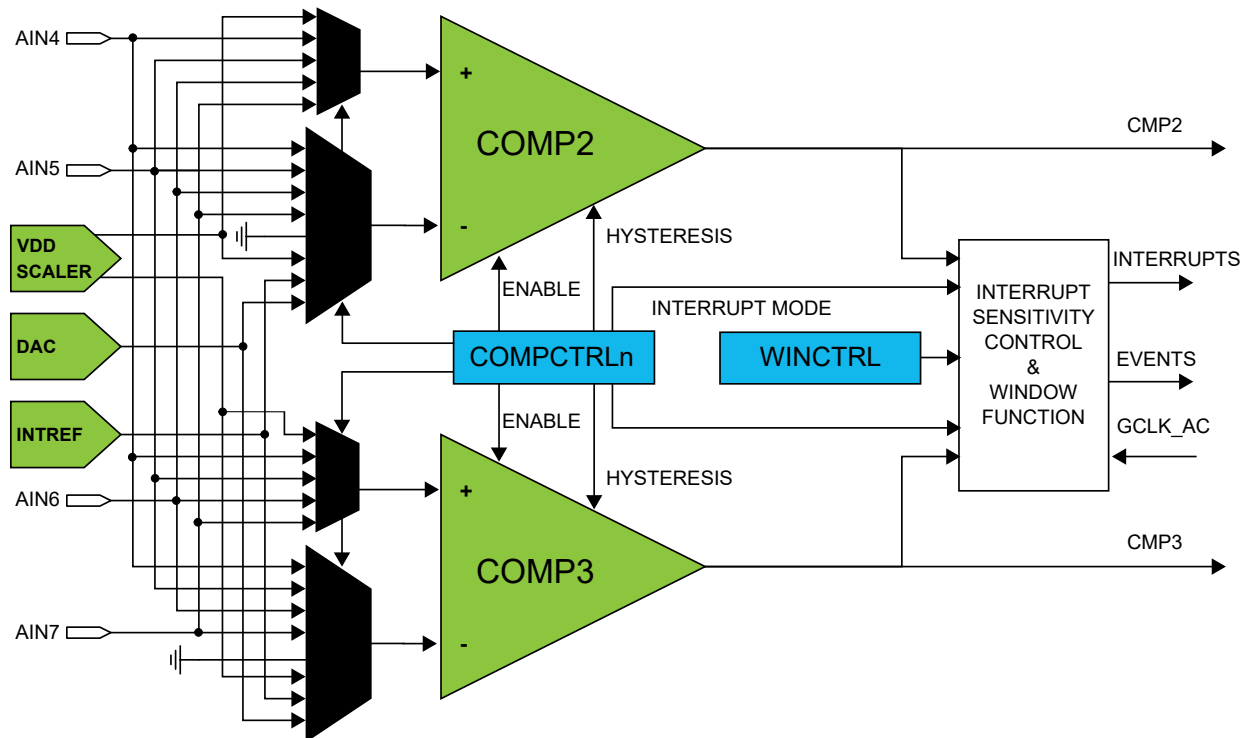 AIN4
+
COMP2
-
CMP2
AIN5
VDD
SCALER
HYSTERESIS
ENABLE
INTERRUPT MODE
INTERRUPT
SENSITIVITY
CONTROL
&
WINDOW
FUNCTION
INTERRUPTS
DAC
COMPCTRLn
WINCTRL
EVENTS
INTREF
ENABLE
GCLK_AC
HYSTERESIS
AIN6
+
COMP3
-
CMP3
AIN7